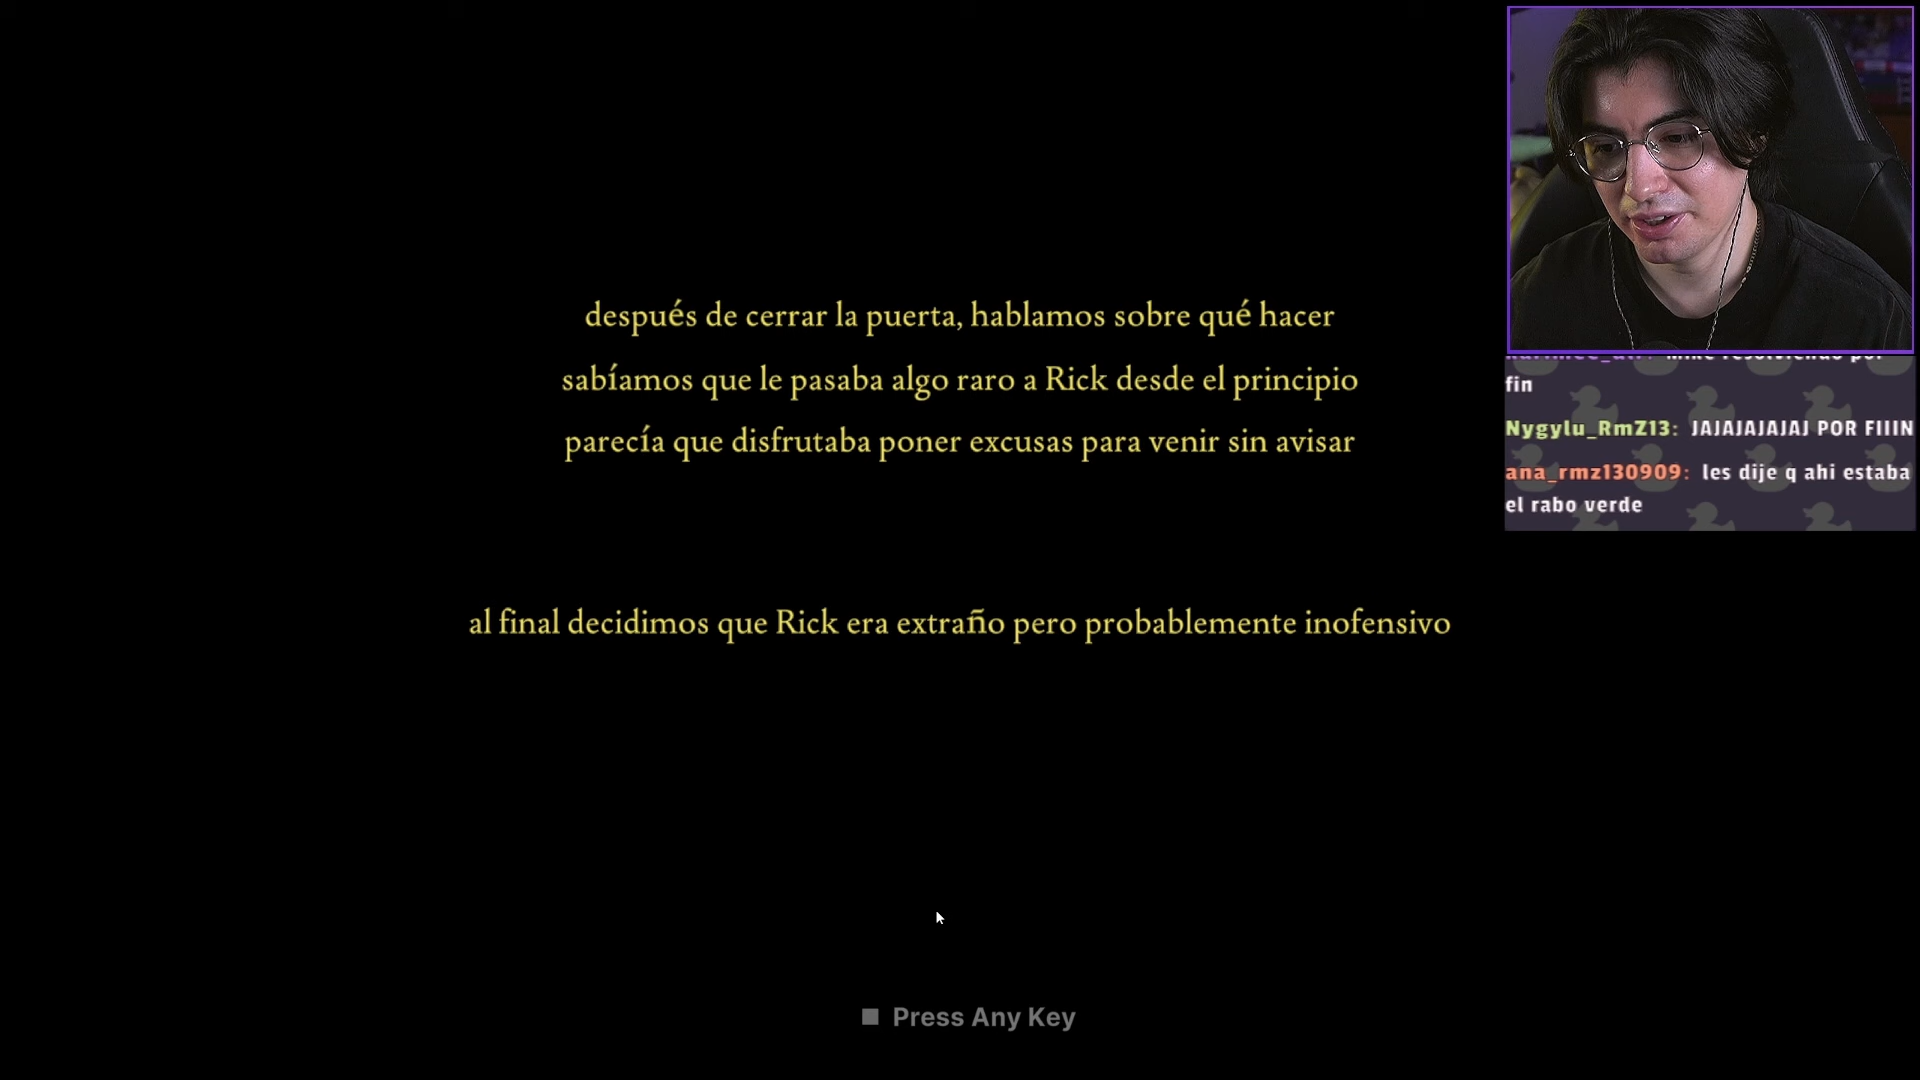 después de cerrar la puerta, hablamos sobre qué hacer
sabíamos que le pasaba algo raro a Rick desde el principio
parecía que disfrutaba poner excusas para venir sin avisar
al final decidimos que Rick era extraño pero probablemente inofensivo
Press Any Key
fin
Nygylu_RmZ13: JAJAJAJAJAJ POR FIIIN
ana_rmz130909: les dije q ahi estaba
el rabo verde